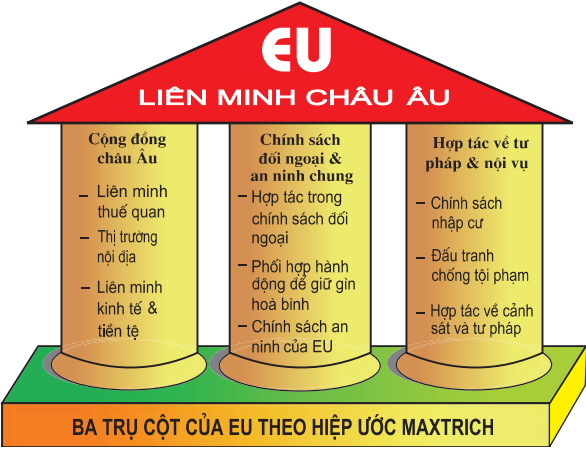 EU
LIÊN MINH CHÂU ÂU
Cộng đồng
châu Âu
– Liên minh
thuế quan
– Thị trường
nội địa
– Liên minh
kinh tế &
tiền tệ
Chính sách
đối ngoại &
an ninh chung
– Hợp tác trong
chính sách đối
ngoại
– Phối hợp hành
động để giữ gìn
hoà bình
– Chính sách an
ninh của EU
Hợp tác về tư
pháp & nội vụ
– Chính sách
nhập cư
– Đấu tranh
chống tội phạm
– Hợp tác về cảnh
sát và tư pháp
BA TRỤ CỘT CỦA EU THEO HIỆP ƯỚC MAXTRICH